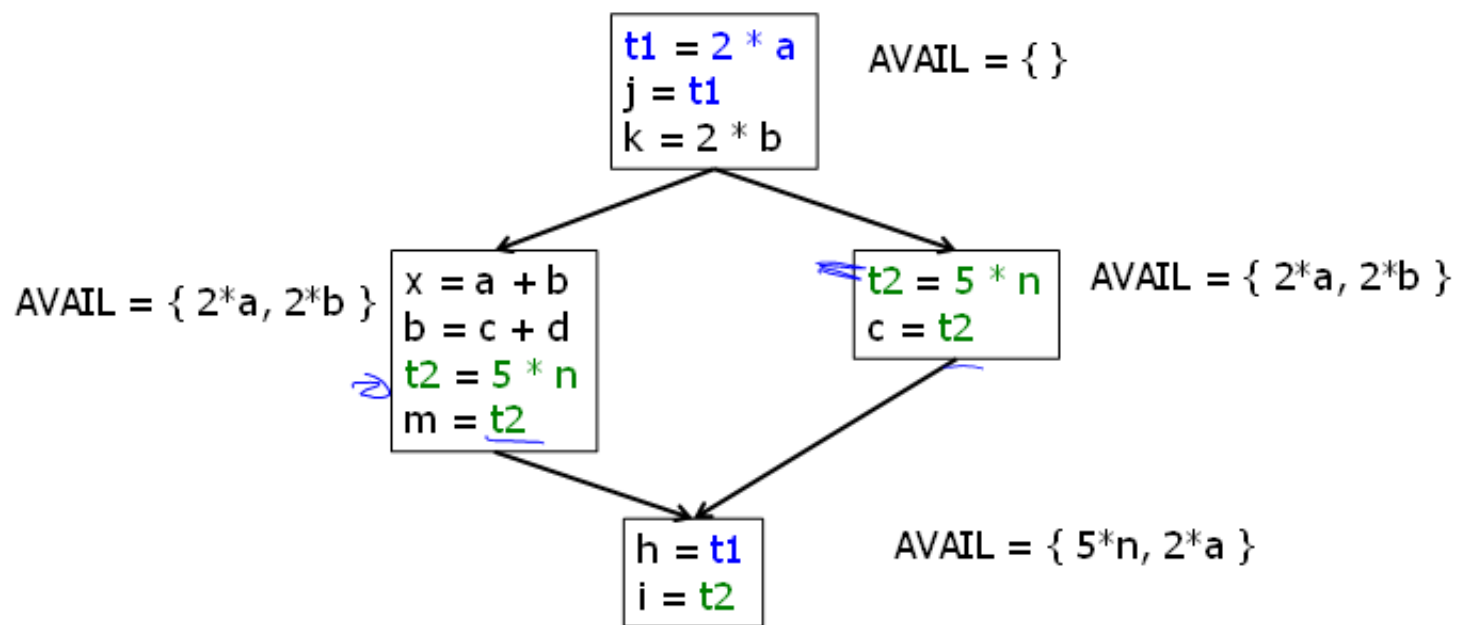 t1 = 2 * a
j = t1
k = 2 * b
AVAIL = { }
AVAIL = { 2*a, 2*b }
x = a + b
b = c + d
t2 = 5 * n
m = t2
t2 = 5 * n
c = t2
AVAIL = { 2*a, 2*b }
h = t1
i = t2
AVAIL = { 5*n, 2*a }